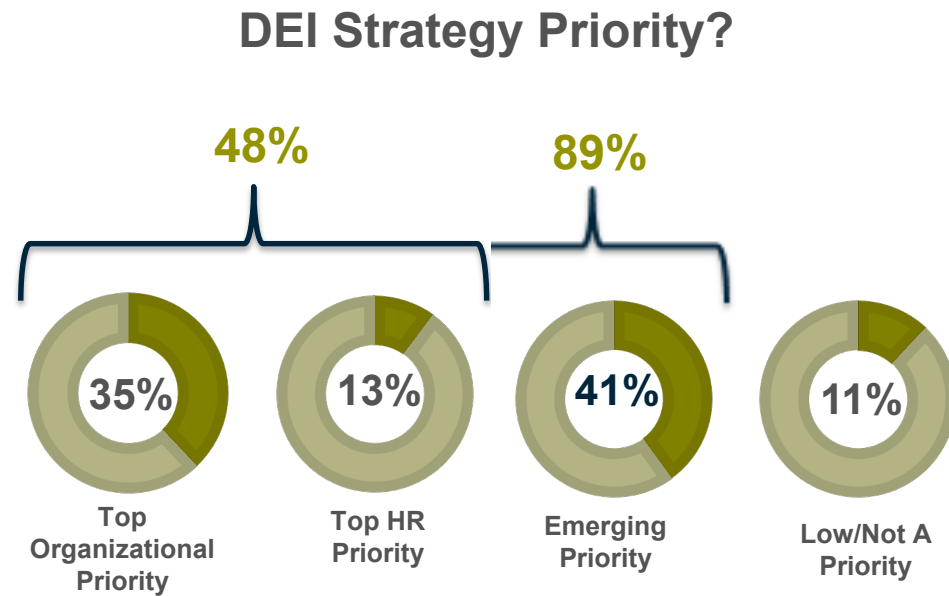 DEI Strategy Priority?
48%
89%
35%
13%
41%
11%
Top
Organizational
Priority
Top HR
Priority
Emerging
Priority
Low/Not A
Priority